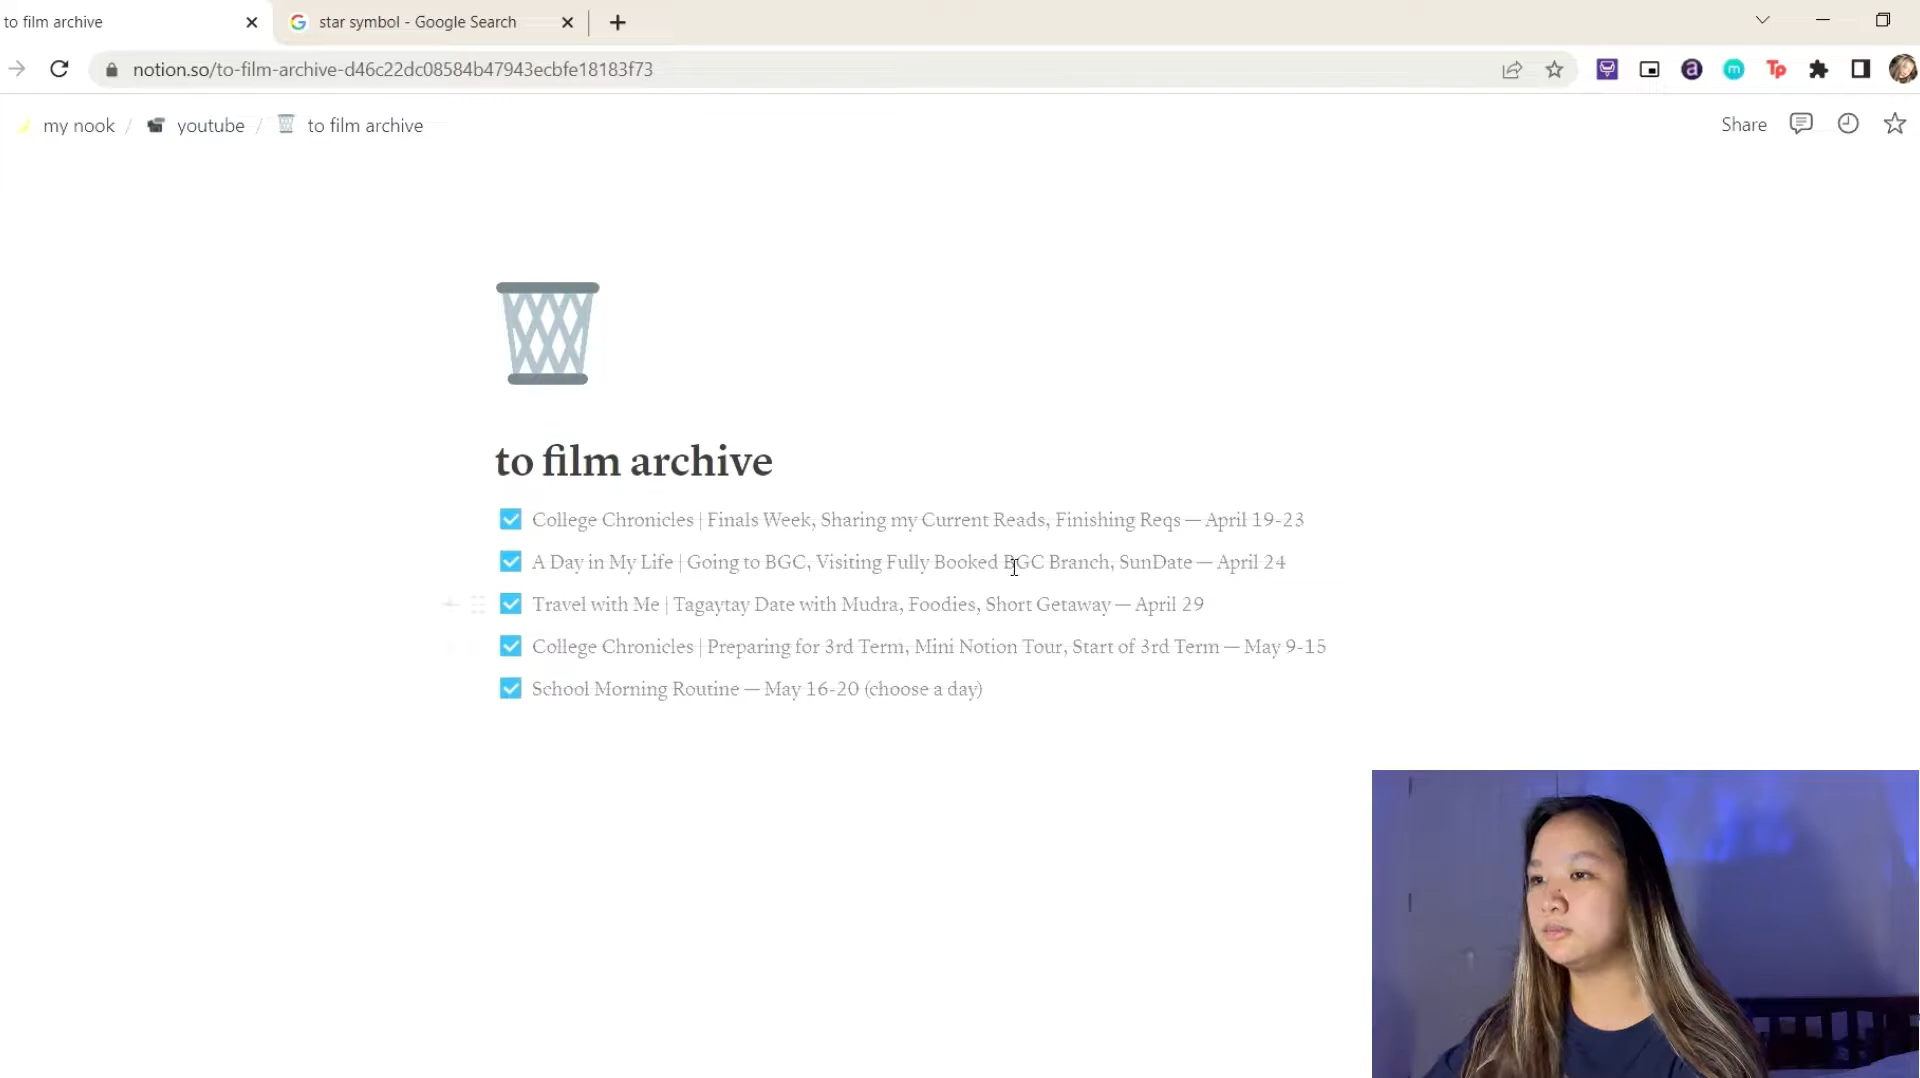 to film archive
star symbol - Google Search
notion.so/to-film-archive-d46c22dc08584b47943ecbfe18183f73
a
m
Tp
my nook / youtube / to film archive
Share
to film archive
College Chronicles | Finals Week, Sharing my Current Reads, Finishing Reqs — April 19-23
A Day in My Life | Going to BGC, Visiting Fully Booked BGC Branch, SunDate — April 24
Travel with Me | Tagaytay Date with Mudra, Foodies, Short Getaway — April 29
College Chronicles | Preparing for 3rd Term, Mini Notion Tour, Start of 3rd Term — May 9-15
School Morning Routine — May 16-20 (choose a day)